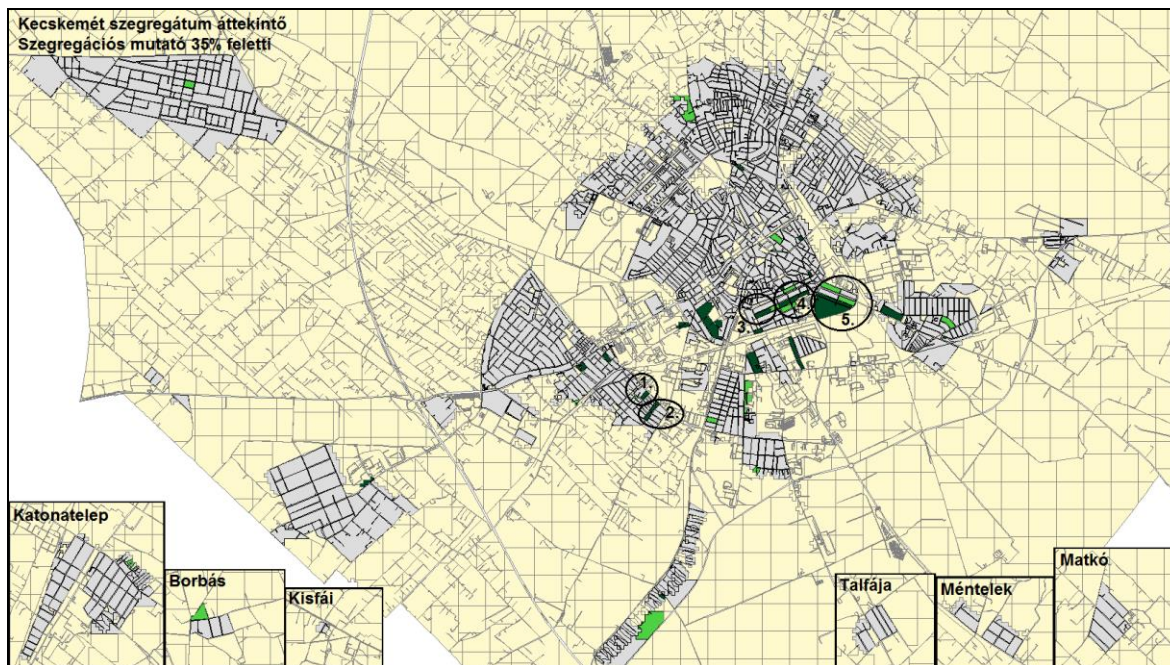 Kecskemét szegregátum áttekintő
Szegregációs mutató 35% feletti
3.
4.
5.
1
2.
Katonatelep
Borbás
Kisfái
Talfája
Méntelek
Matkó